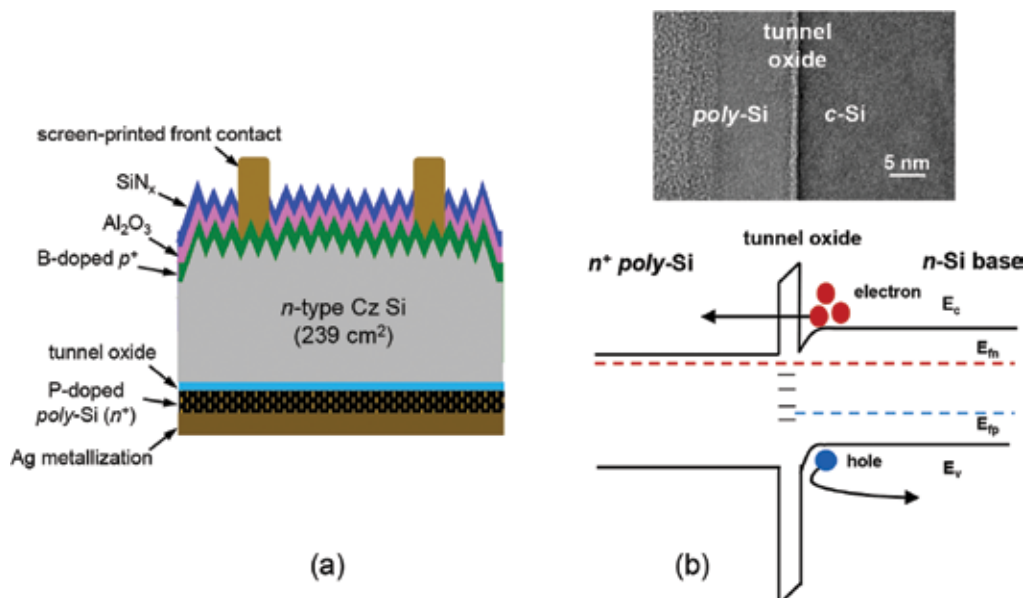 screen-printed front contact
SiNx
Al2O3
B-doped p+
n-type Cz Si
(239 cm2)
tunnel oxide
P-doped
poly-Si (n+)
Ag metallization
(a)
tunnel
oxide
poly-Si
c-Si
5 nm
tunnel oxide
n+ poly-Si
n-Si base
electron
Ec
Efn
Efp
hole
Ev
(b)